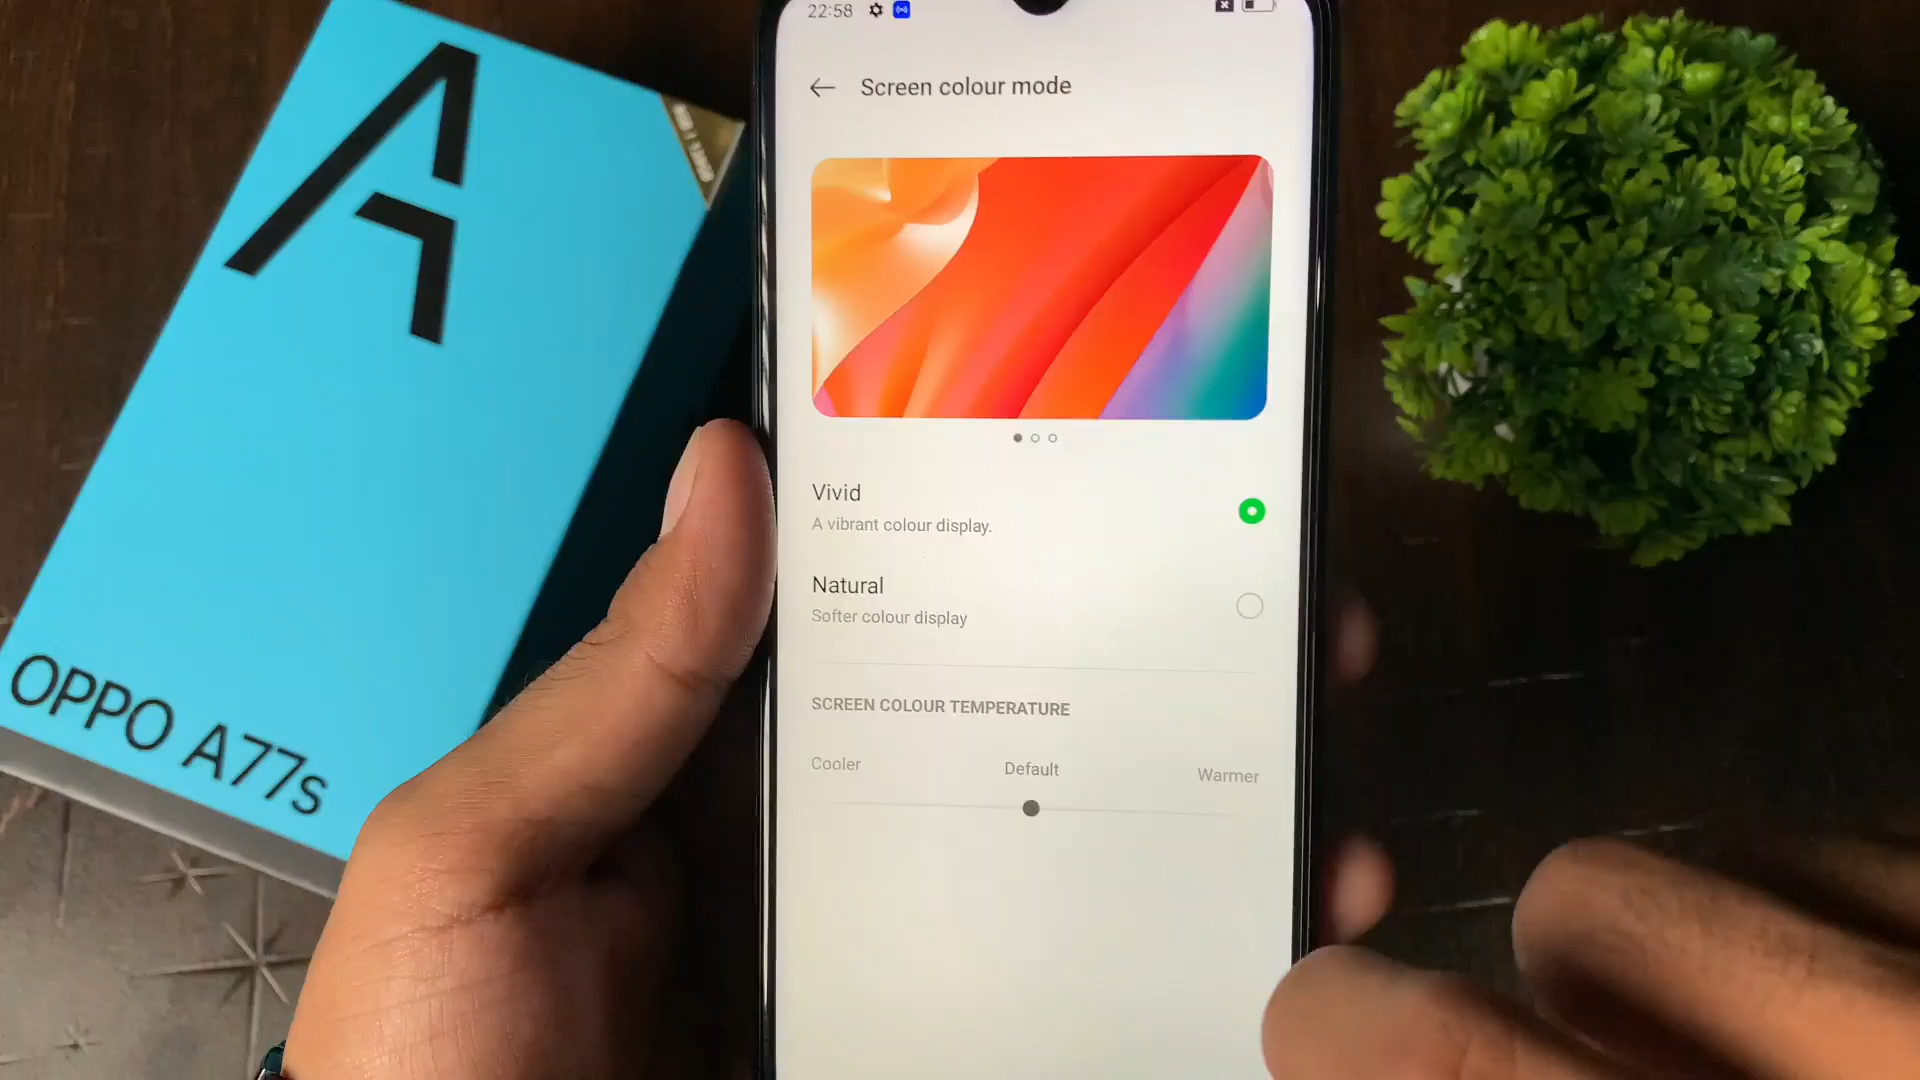 22:58
Screen colour mode
Vivid
A vibrant colour display.
Natural
Softer colour display
SCREEN COLOUR TEMPERATURE
Cooler
Default
Warmer
OPPO A77s